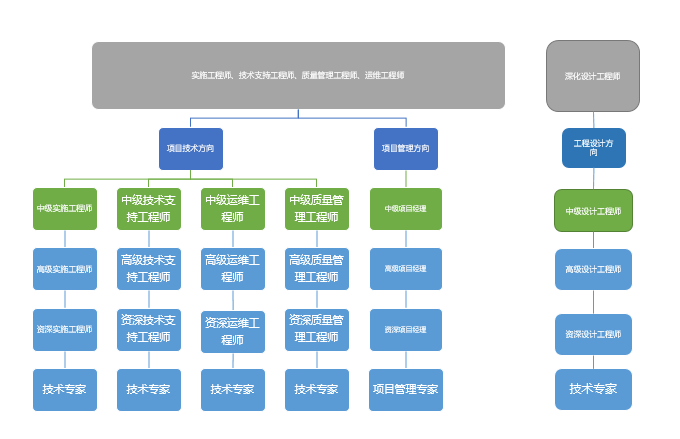 实施工程师、技术支持工程师、质量管理工程师、运维工程师
深化设计工程师
项目技术方向
项目管理方向
工程设计方
向
中级实施工程师
中级技术支
持工程师
中级运维工
程师
中级质量管
理工程师
中级项目经理
中级设计工程师
高级实施工程师
高级技术支
持工程师
高级运维工
程师
高级质量管
理工程师
高级项目经理
高级设计工程师
资深实施工程师
资深技术支
持工程师
资深运维工
程师
资深质量管
理工程师
资深项目经理
资深设计工程师
技术专家
技术专家
技术专家
技术专家
项目管理专家
技术专家